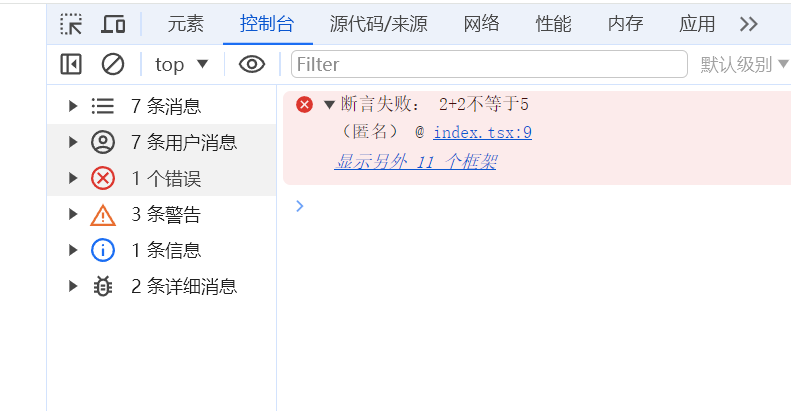 元素 控制台 源代码/来源 网络 性能 内存 应用
top Filter 默认级别
7 条消息
7 条用户消息
1 个错误
3 条警告
1 条信息
2 条详细消息
断言失败： 2+2不等于5
（匿名） @ index.tsx:9
显示另外 11 个框架